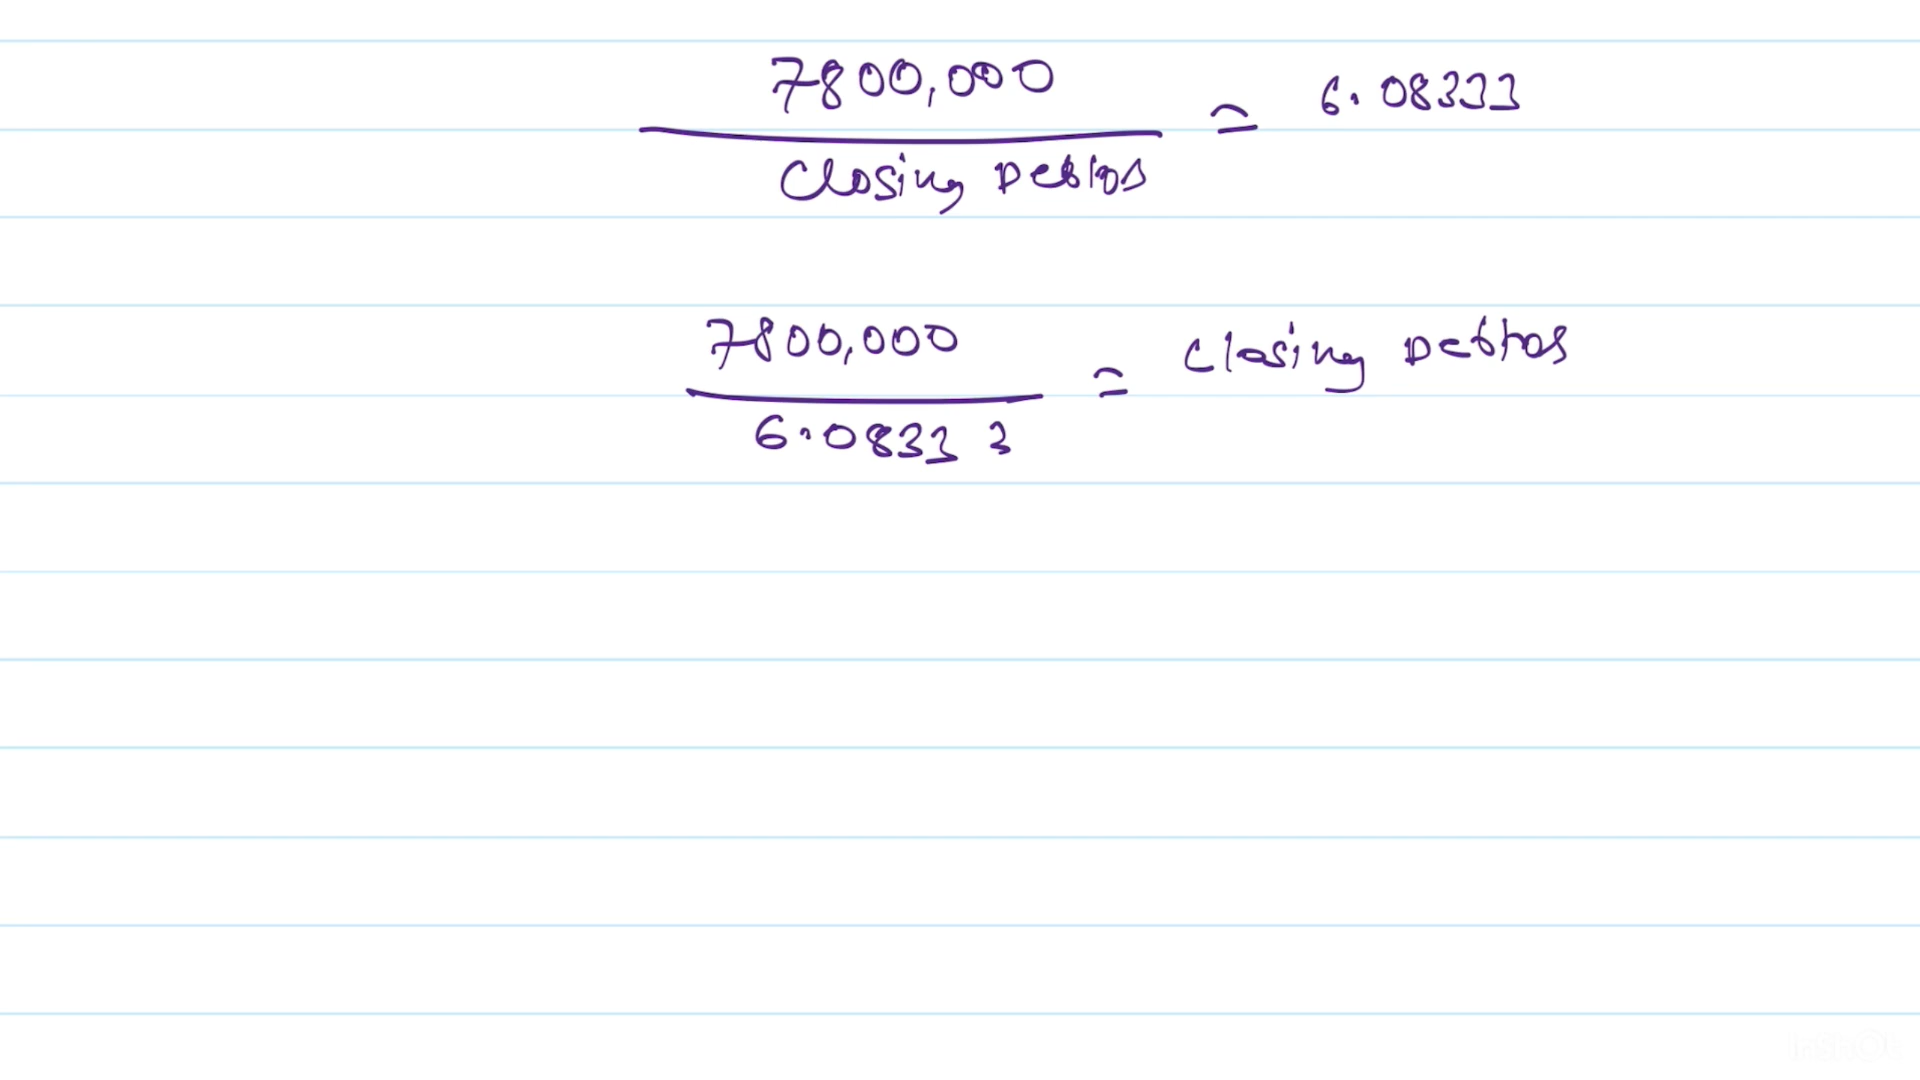 7800,000
= 6.08333
Closing Debtors
7800,000
= Closing Debtors
6.08333